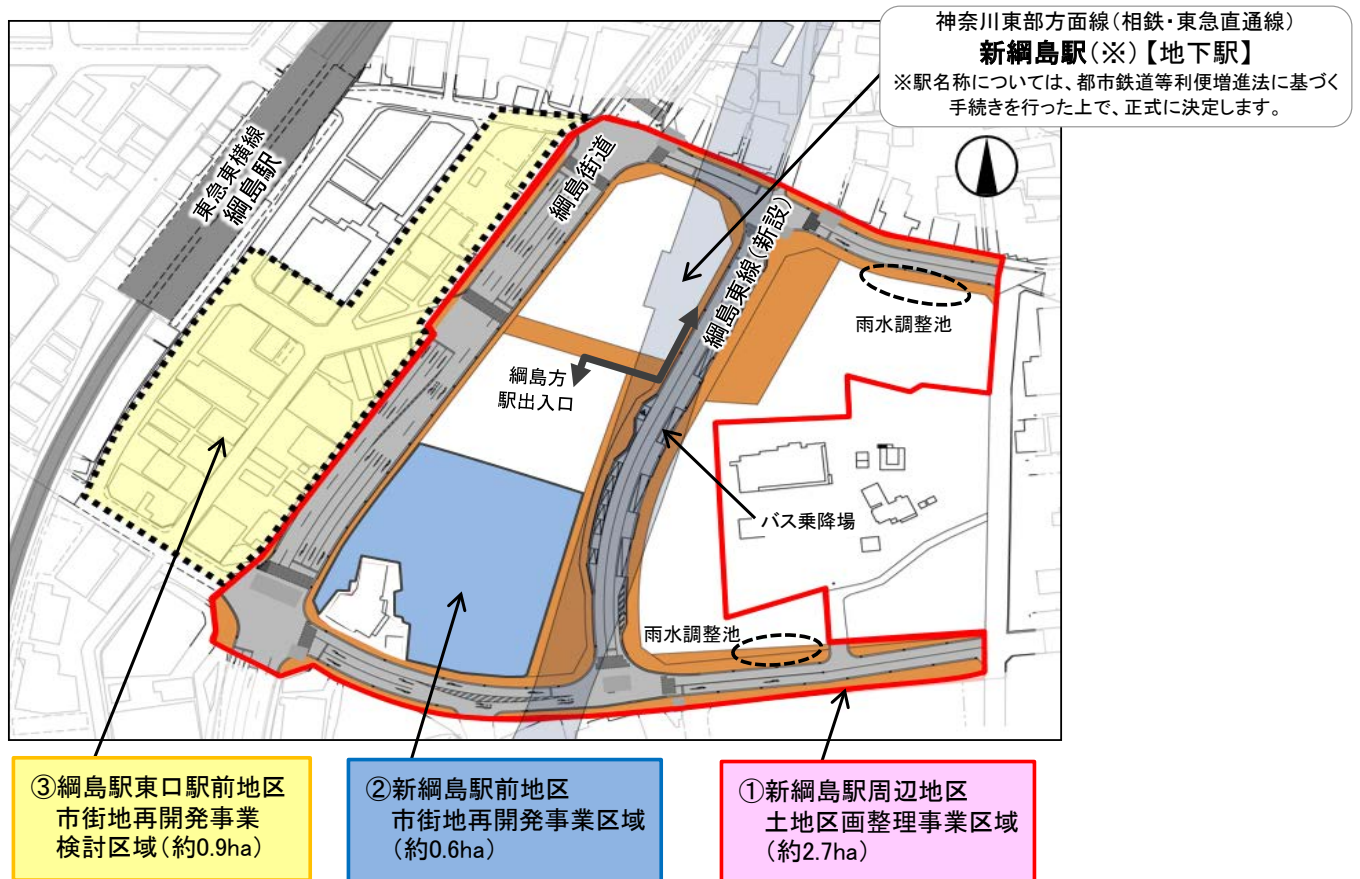 神奈川東部方面線(相鉄・東急直通線)
新綱島駅(※)【地下駅】
※駅名称については、都市鉄道等利便増進法に基づく
手続きを行った上で、正式に決定します。
東急東横線
綱島駅
綱島街道
綱島東線(新設)
雨水調整池
綱島方
駅出入口
バス乗降場
雨水調整池
③綱島駅東口駅前地区
市街地再開発事業
検討区域(約0.9ha)
②新綱島駅前地区
市街地再開発事業区域
(約0.6ha)
①新綱島駅周辺地区
土地区画整理事業区域
(約2.7ha)